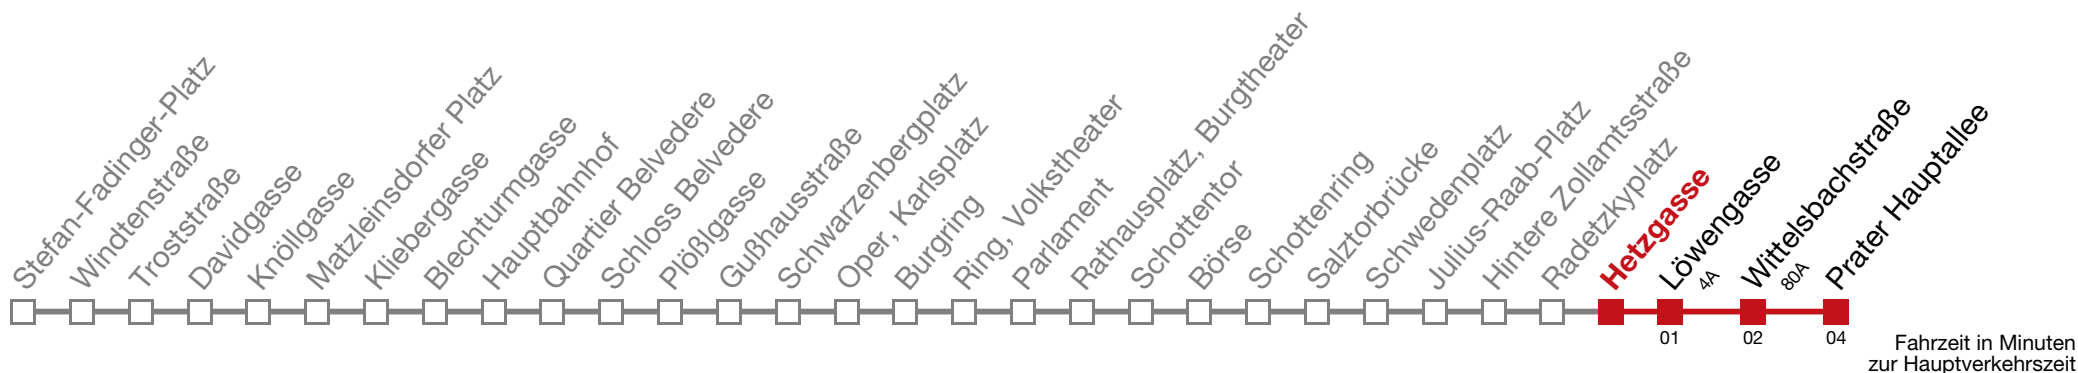 Stefan-Fadinger-Platz
Windtenstraße
Troststraße
Davidgasse
Knöllgasse
Matzleinsdorfer Platz
Kliebergasse
Blechturmgasse
Hauptbahnhof
Quartier Belvedere
Schloss Belvedere
Plößlgasse
Gußhausstraße
Schwarzenbergplatz
Oper, Karlsplatz
Burgring
Ring, Volkstheater
Parlament
Rathausplatz, Burgtheater
Schottentor
Börse
Schottenring
Salztorbrücke
Schwedenplatz
Julius-Raab-Platz
Hintere Zollamtsstraße
Radetzkyplatz
Hetzgasse
Löwengasse
4A
Wittelsbachstraße
80A
Prater Hauptallee
01
02
04
Fahrzeit in Minuten
zur Hauptverkehrszeit